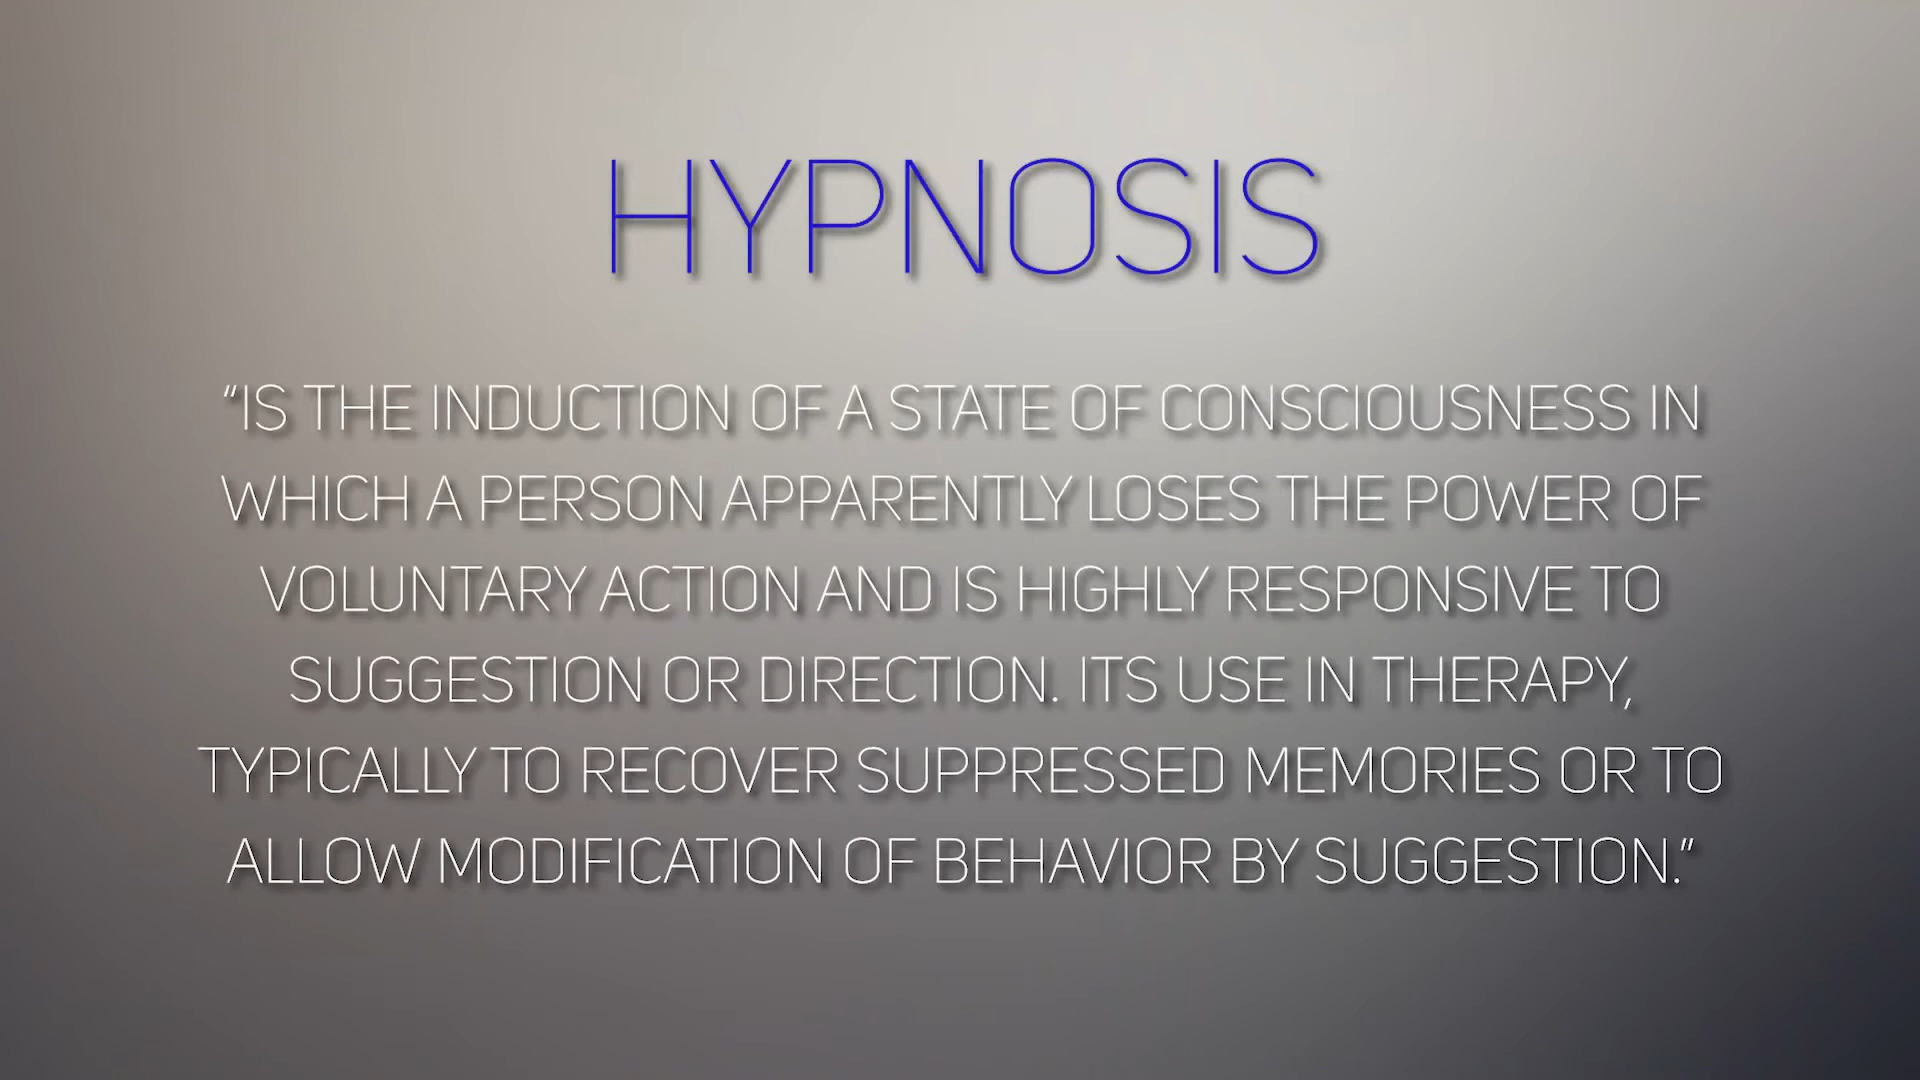 HYPNOSIS
“IS THE INDUCTION OF A STATE OF CONSCIOUSNESS IN
WHICH A PERSON APPARENTLY LOSES THE POWER OF
VOLUNTARY ACTION AND IS HIGHLY RESPONSIVE TO
SUGGESTION OR DIRECTION. ITS USE IN THERAPY,
TYPICALLY TO RECOVER SUPPRESSED MEMORIES OR TO
ALLOW MODIFICATION OF BEHAVIOR BY SUGGESTION.”